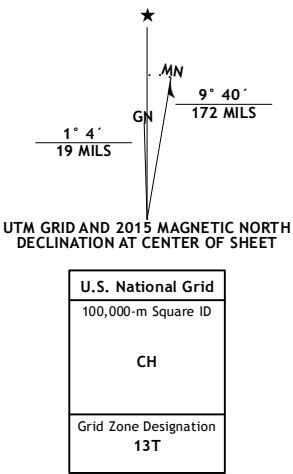 ★
MN
GN
9° 40´
172 MILS
1° 4´
19 MILS
UTM GRID AND 2015 MAGNETIC NORTH
DECLINATION AT CENTER OF SHEET
U.S. National Grid
100,000-m Square ID
CH
Grid Zone Designation
13T